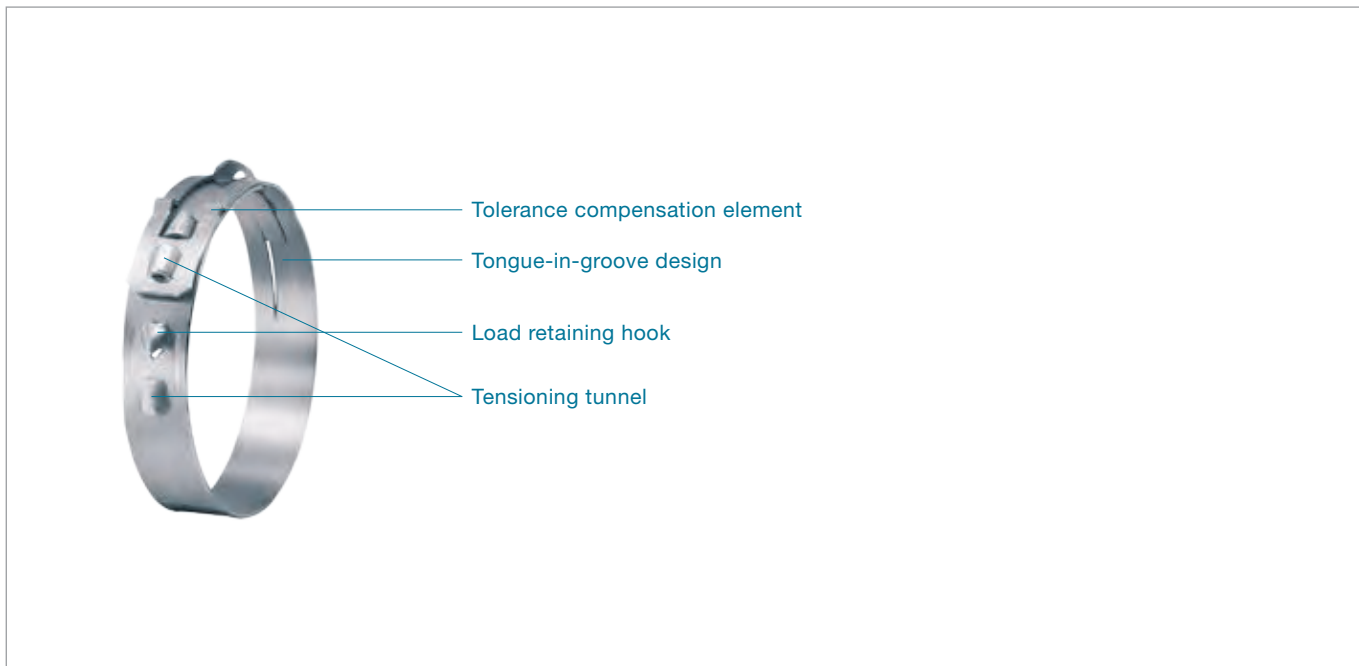 Tolerance compensation element
Tongue-in-groove design
Load retaining hook
Tensioning tunnel